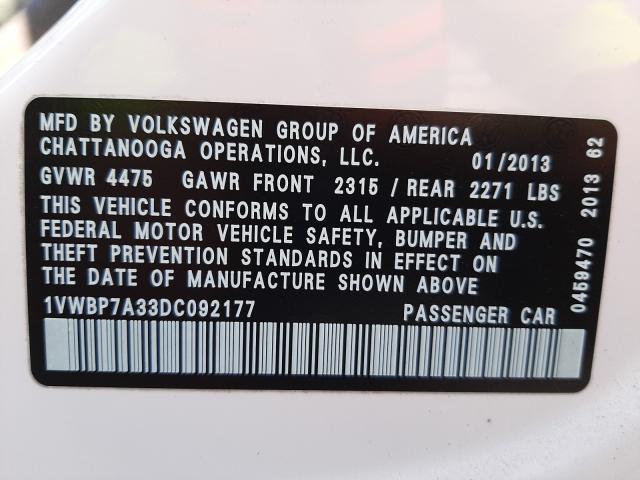 MFD BY VOLKSWAGEN GROUP OF AMERICA
CHATTANOOGA OPERATIONS, LLC. 01/2013
GVWR 4475 GAWR FRONT 2315 / REAR 2271 LBS
THIS VEHICLE CONFORMS TO ALL APPLICABLE U.S.
FEDERAL MOTOR VEHICLE SAFETY, BUMPER AND
THEFT PREVENTION STANDARDS IN EFFECT ON
THE DATE OF MANUFACTURE SHOWN ABOVE
1VWBP7A33DC092177 PASSENGER CAR
0459470 2013 62